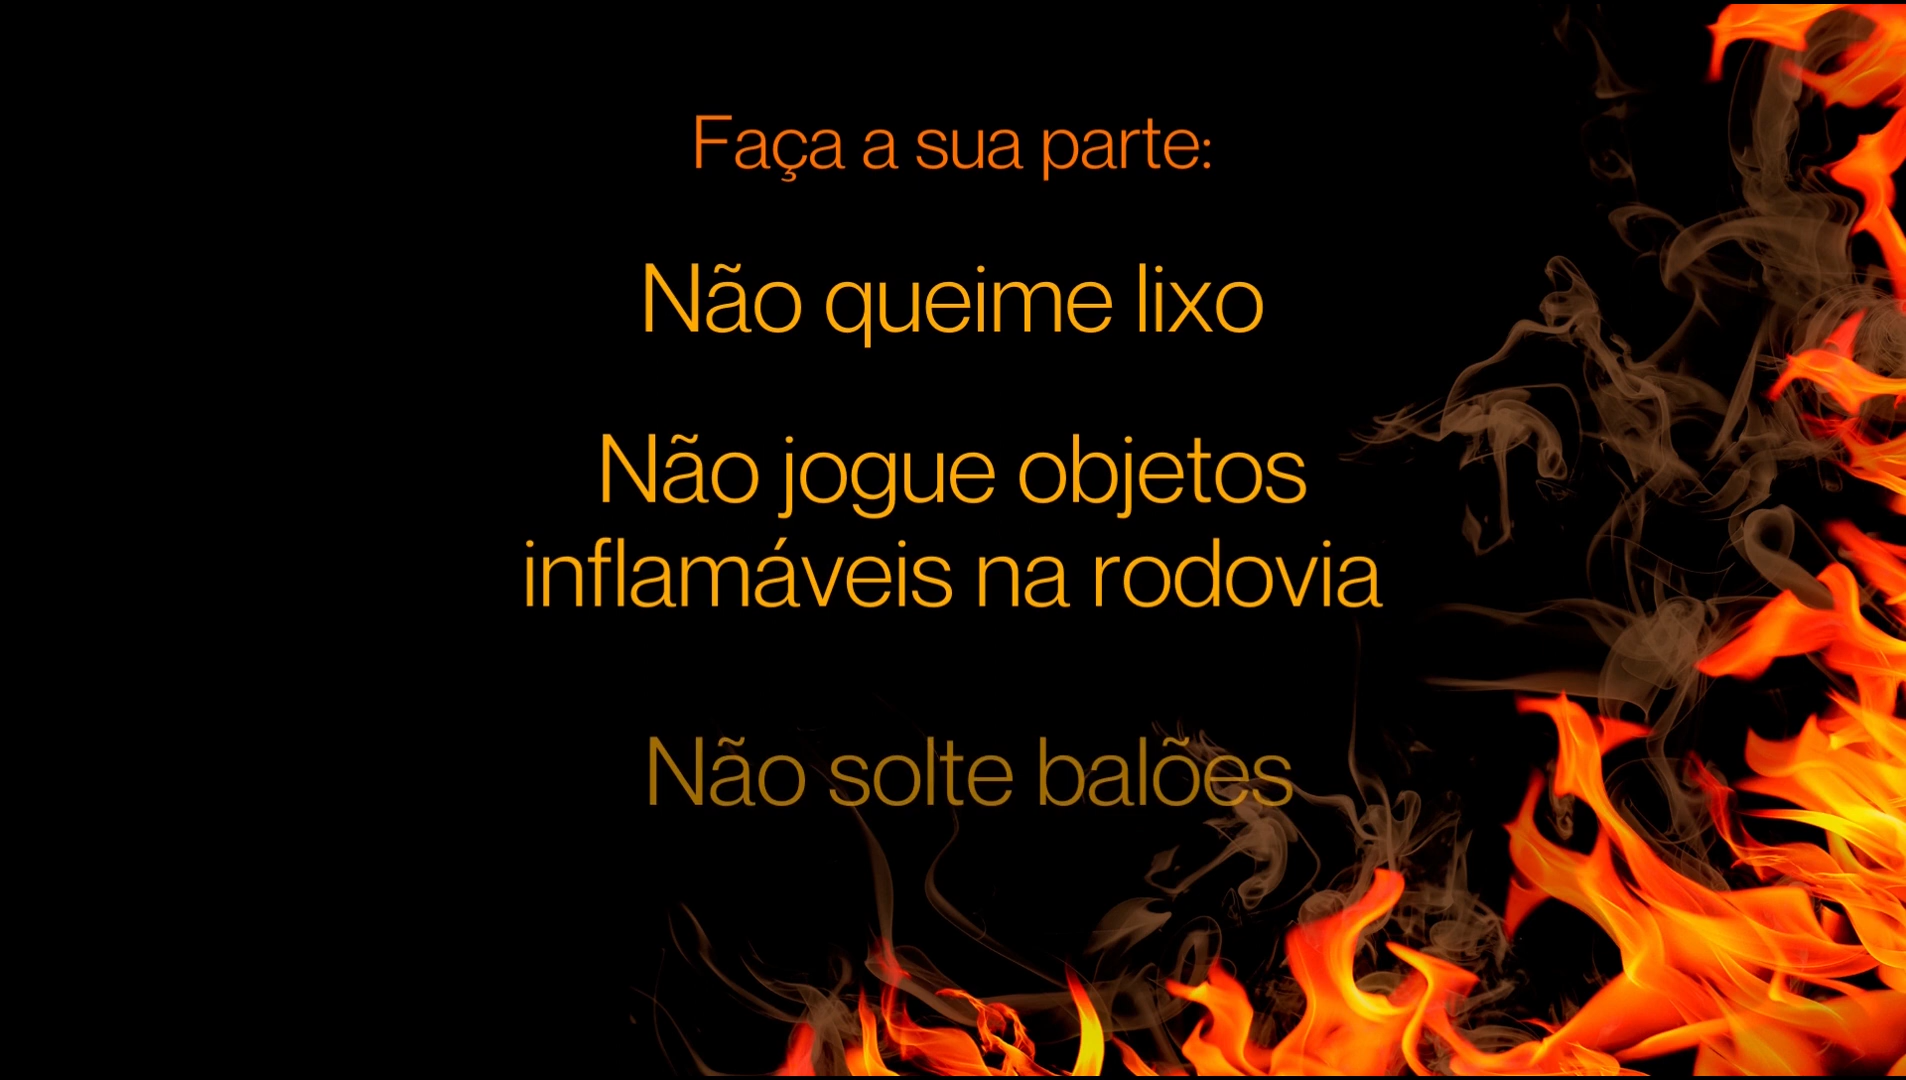 Faça a sua parte:
Não queime lixo
Não jogue objetos
inflamáveis na rodovia
Não solte balões